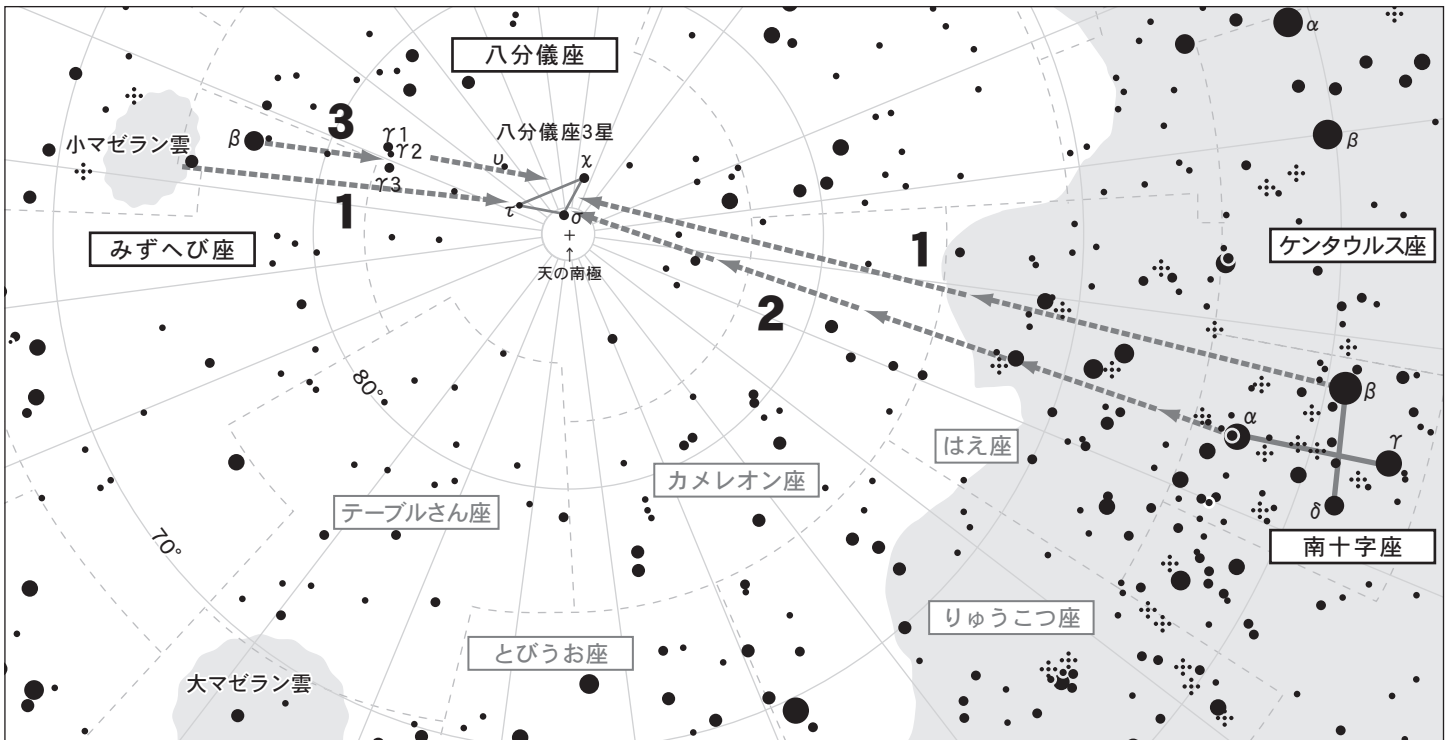 八分儀座
α
3
β
γ1
γ2
八分儀座3星
小マゼラン雲
υ
χ
β
γ3
1
τ
σ
みずへび座
+
↑
天の南極
1
ケンタウルス座
2
80°
β
α
はえ座
γ
カメレオン座
テーブルさん座
δ
70°
南十字座
りゅうこつ座
とびうお座
大マゼラン雲